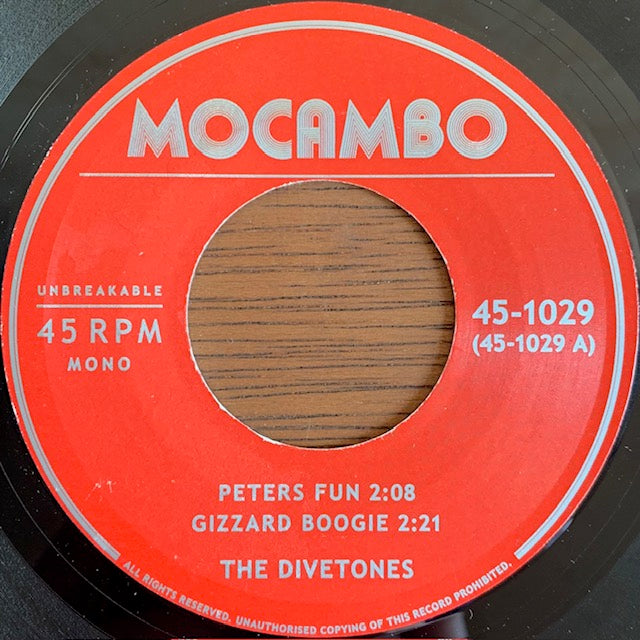 MOCAMBO
UNBREAKABLE
45 RPM
MONO
45-1029
(45-1029 A)
PETERS FUN 2:08
GIZZARD BOOGIE 2:21
THE DIVETONES
ALL RIGHTS RESERVED. UNAUTHORISED COPYING OF THIS RECORD PROHIBITED.